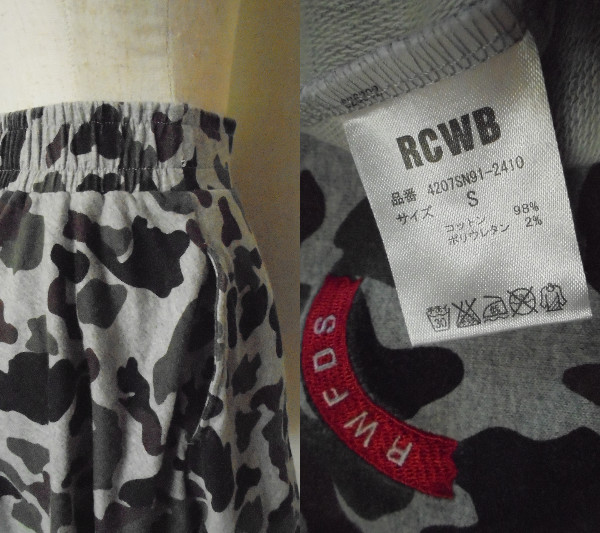 RCWB
品番 4207SN91-2410
サイズ S
コットン 98%
ポリウレタン 2%
30
RWFDS